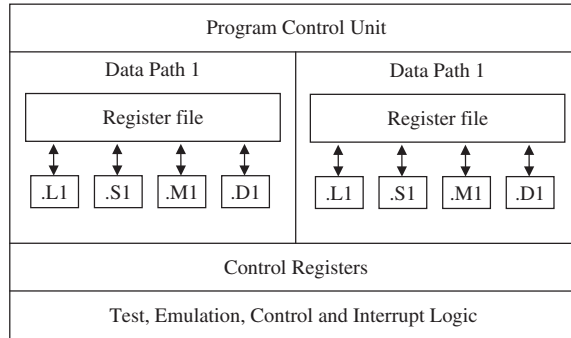 Program Control Unit
Data Path 1
Register file
.L1 .S1 .M1 .D1
Data Path 1
Register file
.L1 .S1 .M1 .D1
Control Registers
Test, Emulation, Control and Interrupt Logic